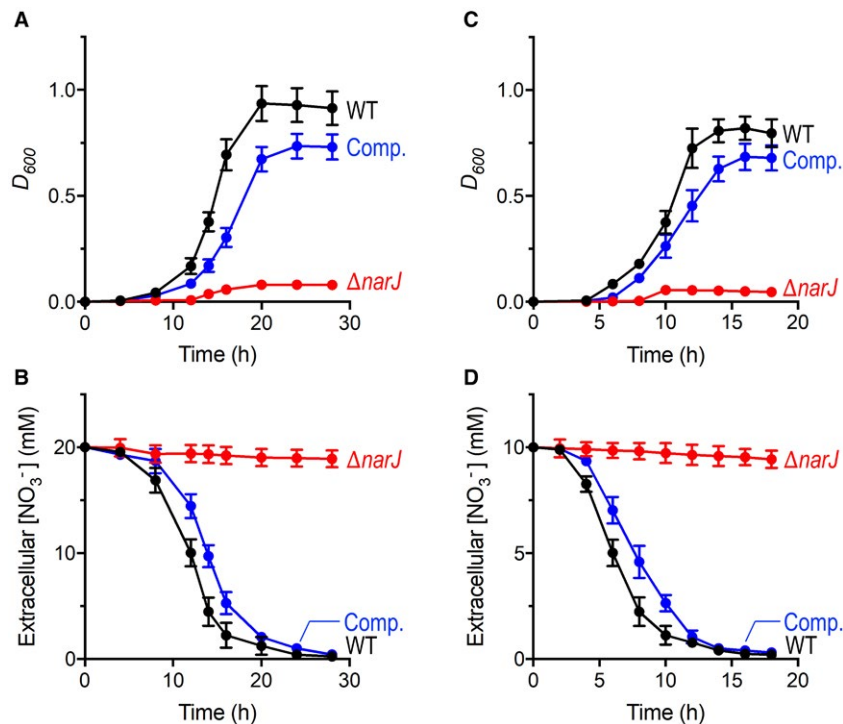 A
1.0
0.5
0.0
D600
0 10 20 30
Time (h)
WT
Comp.
ΔnarJ
C
1.0
0.5
0.0
D600
0 5 10 15 20
Time (h)
WT
Comp.
ΔnarJ
B
20
10
0
Extracellular [NO3-] (mM)
0 10 20 30
Time (h)
ΔnarJ
Comp.
WT
D
10
5
0
Extracellular [NO3-] (mM)
0 5 10 15 20
Time (h)
ΔnarJ
Comp.
WT